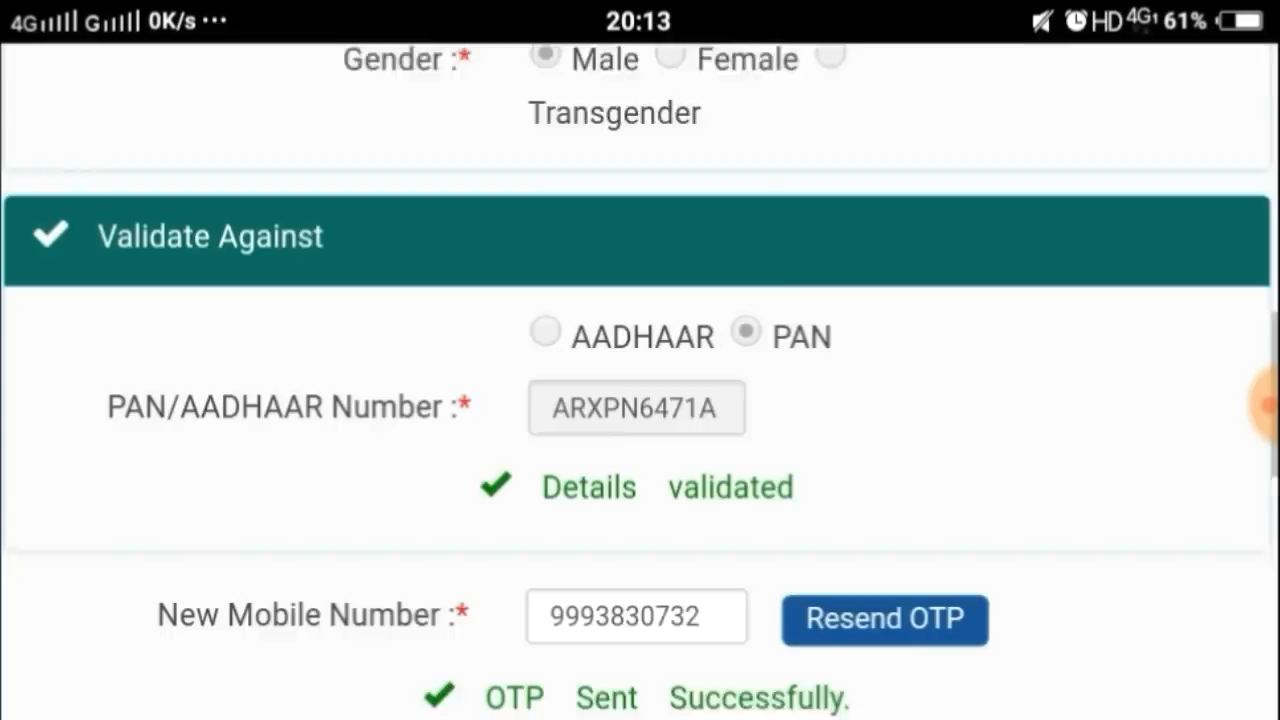 4G G 0K/s ... 20:13 HD 4G 61%
Gender :* Male Female
Transgender
Validate Against
AADHAAR PAN
PAN/AADHAAR Number :* ARXPN6471A
Details validated
New Mobile Number :* 9993830732 Resend OTP
OTP Sent Successfully.